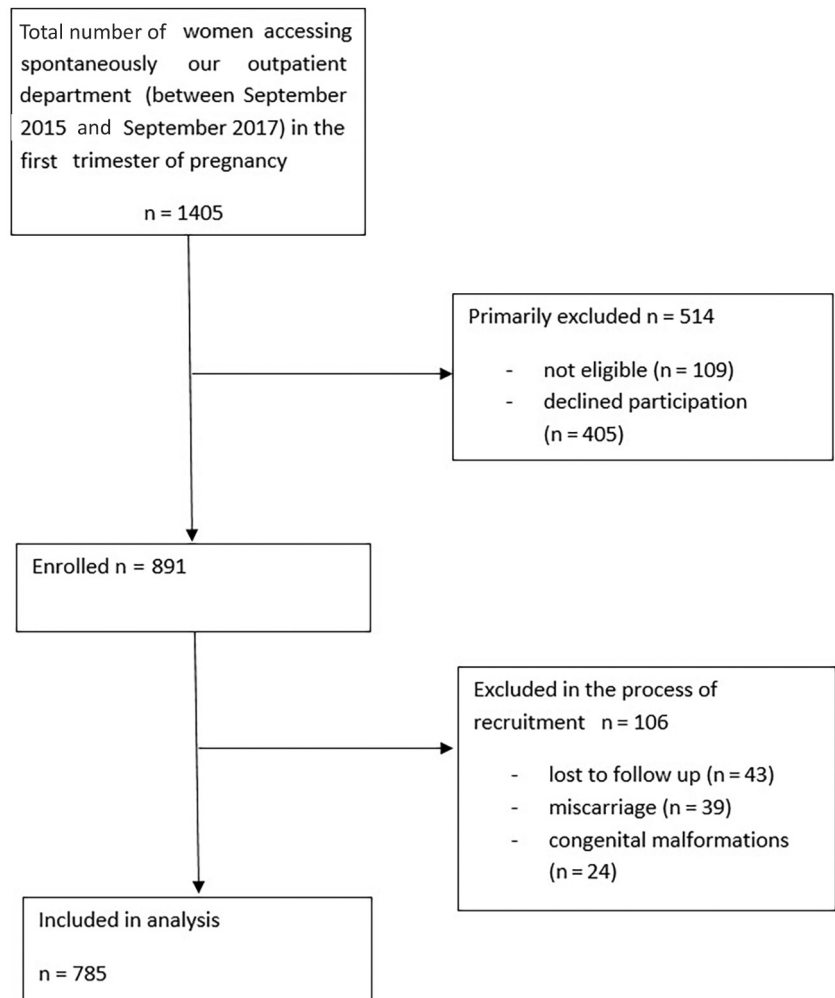 Total number of women accessing
spontaneously our outpatient
department (between September
2015 and September 2017) in the
first trimester of pregnancy
n = 1405
Primarily excluded n = 514
- not eligible (n = 109)
- declined participation
(n = 405)
Enrolled n = 891
Excluded in the process of
recruitment n = 106
- lost to follow up (n = 43)
- miscarriage (n = 39)
- congenital malformations
(n = 24)
Included in analysis
n = 785